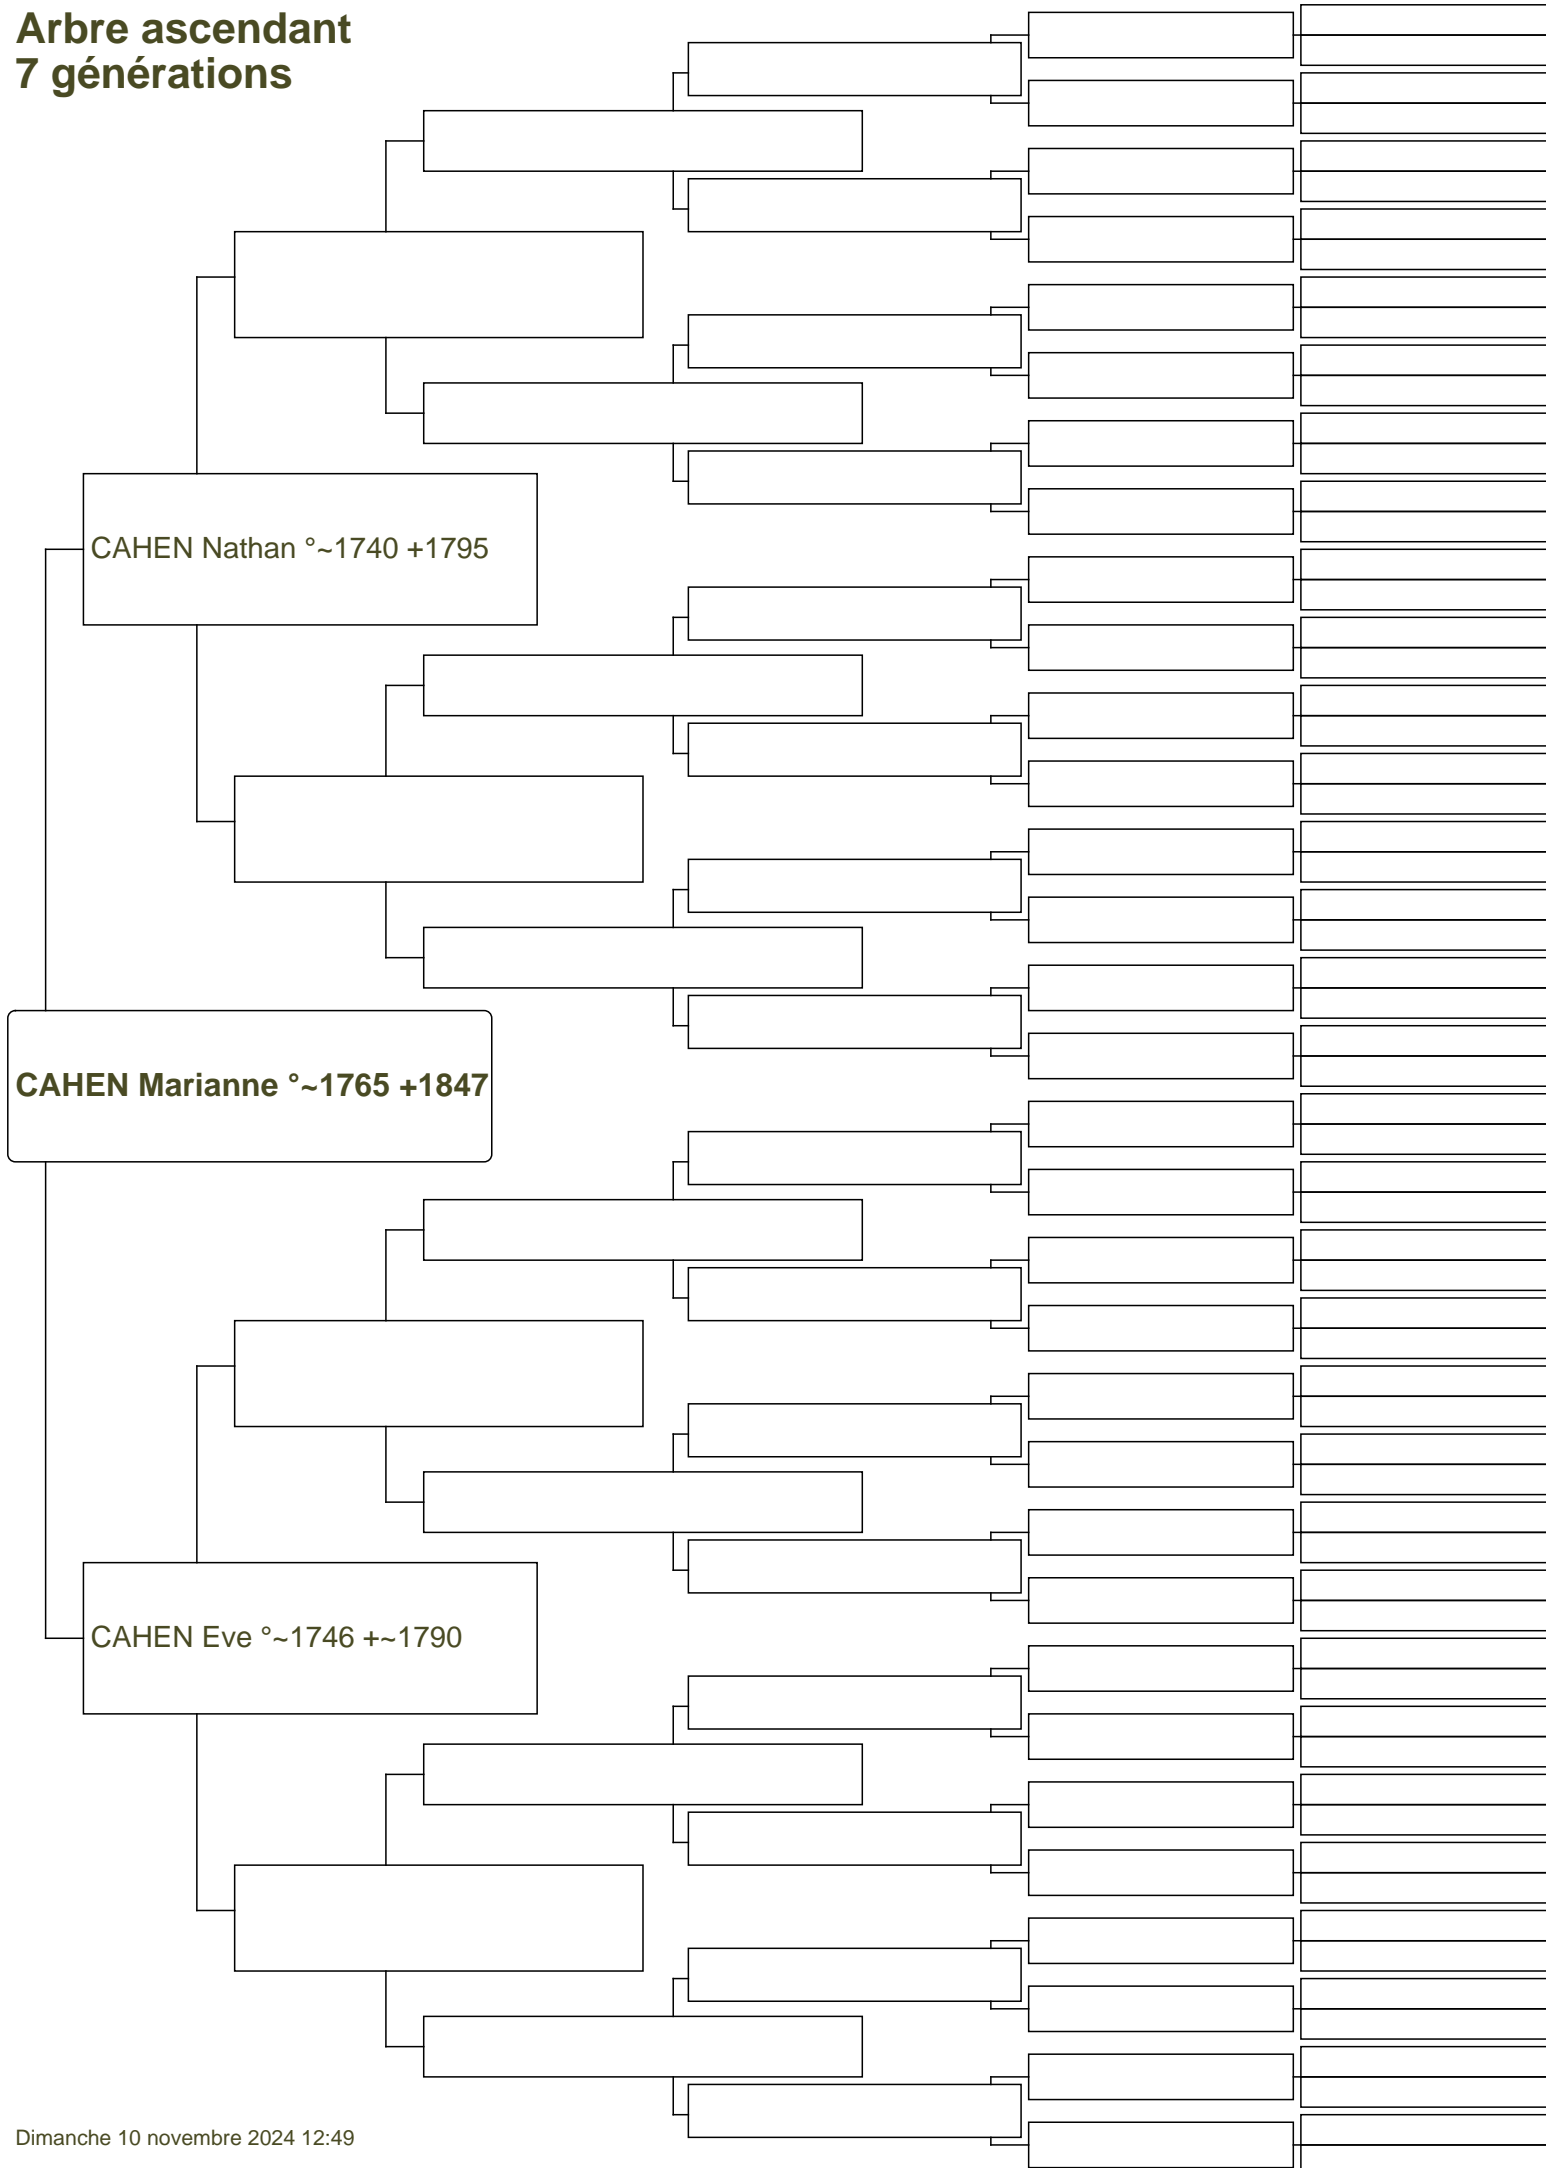 Arbre ascendant
7 générations
CAHEN Nathan °~1740 +1795
CAHEN Marianne °~1765 +1847
CAHEN Eve °~1746 +~1790
Dimanche 10 novembre 2024 12:49